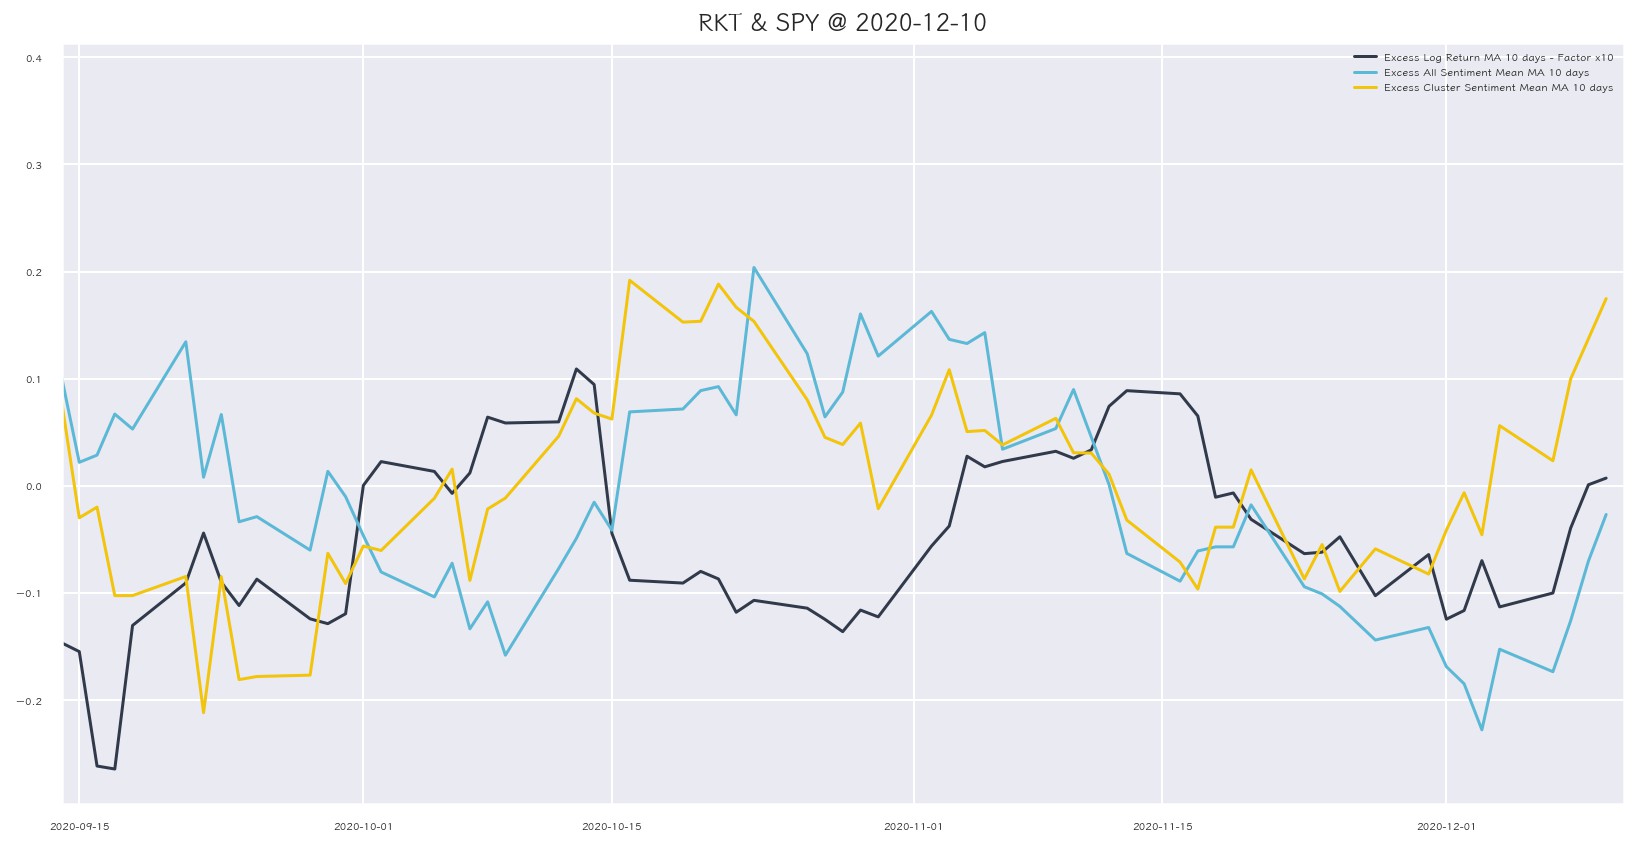 RKT & SPY @ 2020-12-10
Excess Log Return MA 10 days - Factor x10
Excess All Sentiment Mean MA 10 days
Excess Cluster Sentiment Mean MA 10 days
0.4
0.3
0.2
0.1
0.0
−0.1
−0.2
2020-09-15 2020-10-01 2020-10-15 2020-11-01 2020-11-15 2020-12-01